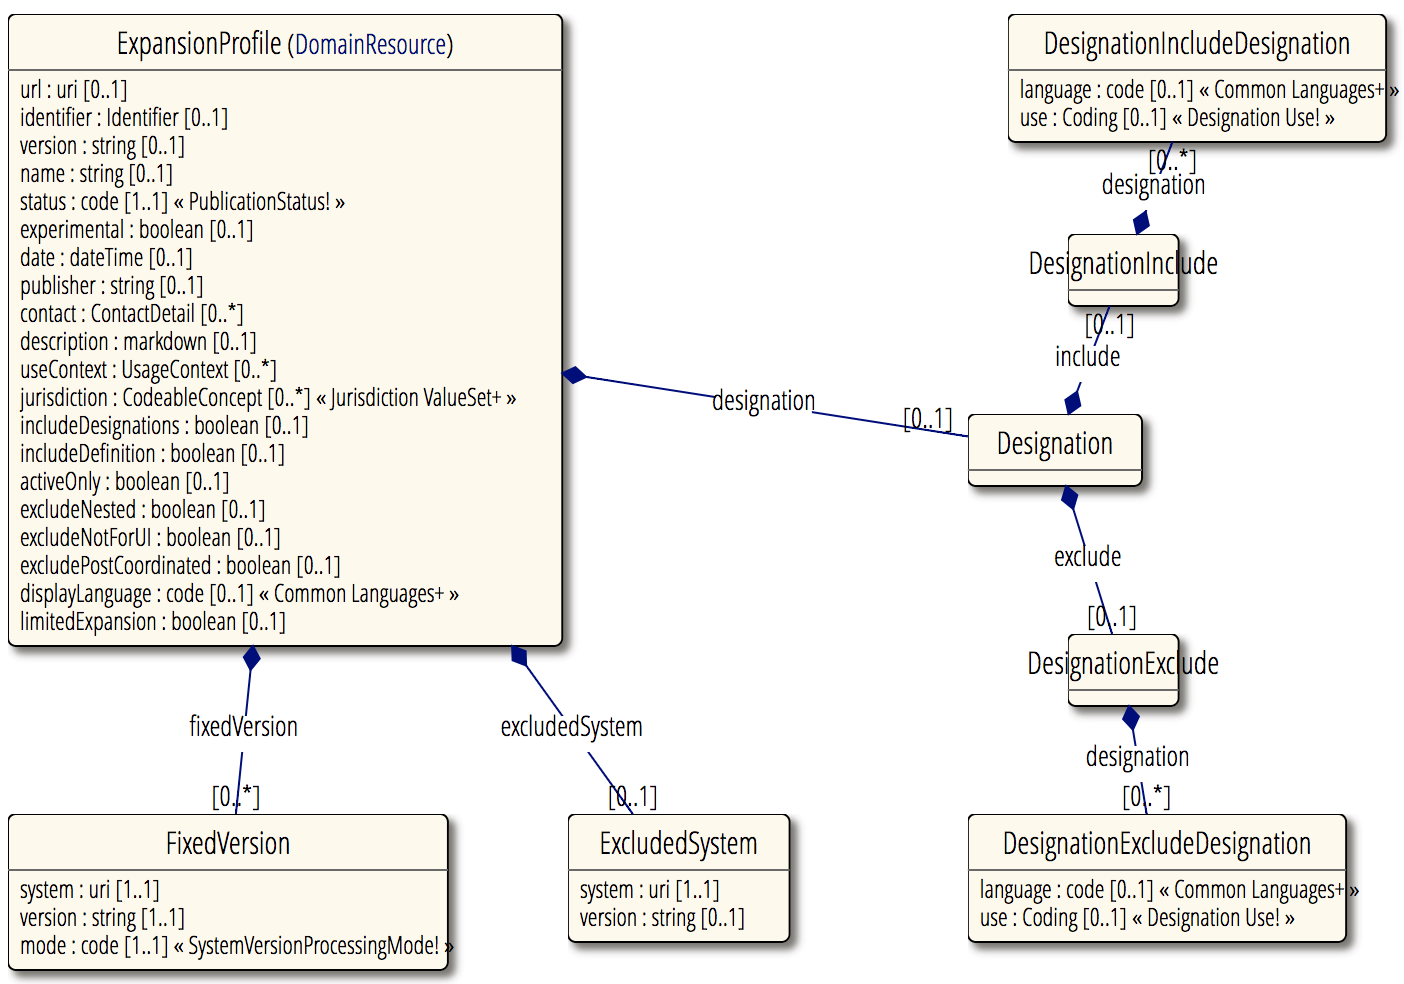 ExpansionProfile (DomainResource)
url : uri [0..1]
identifier : Identifier [0..1]
version : string [0..1]
name : string [0..1]
status : code [1..1] « PublicationStatus! »
experimental : boolean [0..1]
date : dateTime [0..1]
publisher : string [0..1]
contact : ContactDetail [0..*]
description : markdown [0..1]
useContext : UsageContext [0..*]
jurisdiction : CodeableConcept [0..*] « Jurisdiction ValueSet+ »
includeDesignations : boolean [0..1]
includeDefinition : boolean [0..1]
activeOnly : boolean [0..1]
excludeNested : boolean [0..1]
excludeNotForUI : boolean [0..1]
excludePostCoordinated : boolean [0..1]
displayLanguage : code [0..1] « Common Languages+ »
limitedExpansion : boolean [0..1]
DesignationIncludeDesignation
language : code [0..1] « Common Languages+ »
use : Coding [0..1] « Designation Use! »
[0..*]
designation
DesignationInclude
[0..1]
include
designation
[0..1]
Designation
exclude
[0..1]
DesignationExclude
designation
[0..*]
DesignationExcludeDesignation
language : code [0..1] « Common Languages+ »
use : Coding [0..1] « Designation Use! »
fixedVersion
[0..*]
FixedVersion
system : uri [1..1]
version : string [1..1]
mode : code [1..1] « SystemVersionProcessingMode! »
excludedSystem
[0..1]
ExcludedSystem
system : uri [1..1]
version : string [0..1]